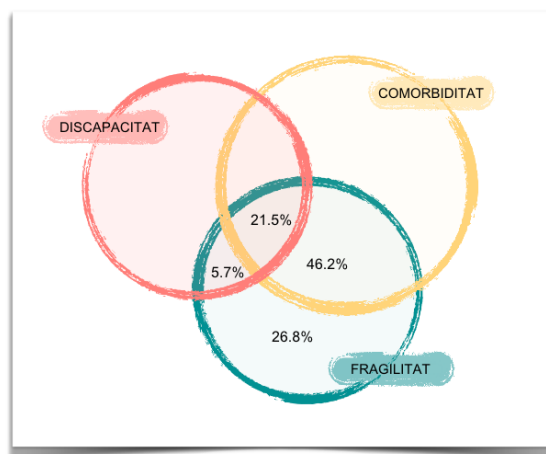 COMORBIDITAT
DISCAPACITAT
21.5%
46.2%
5.7%
26.8%
FRAGILITAT